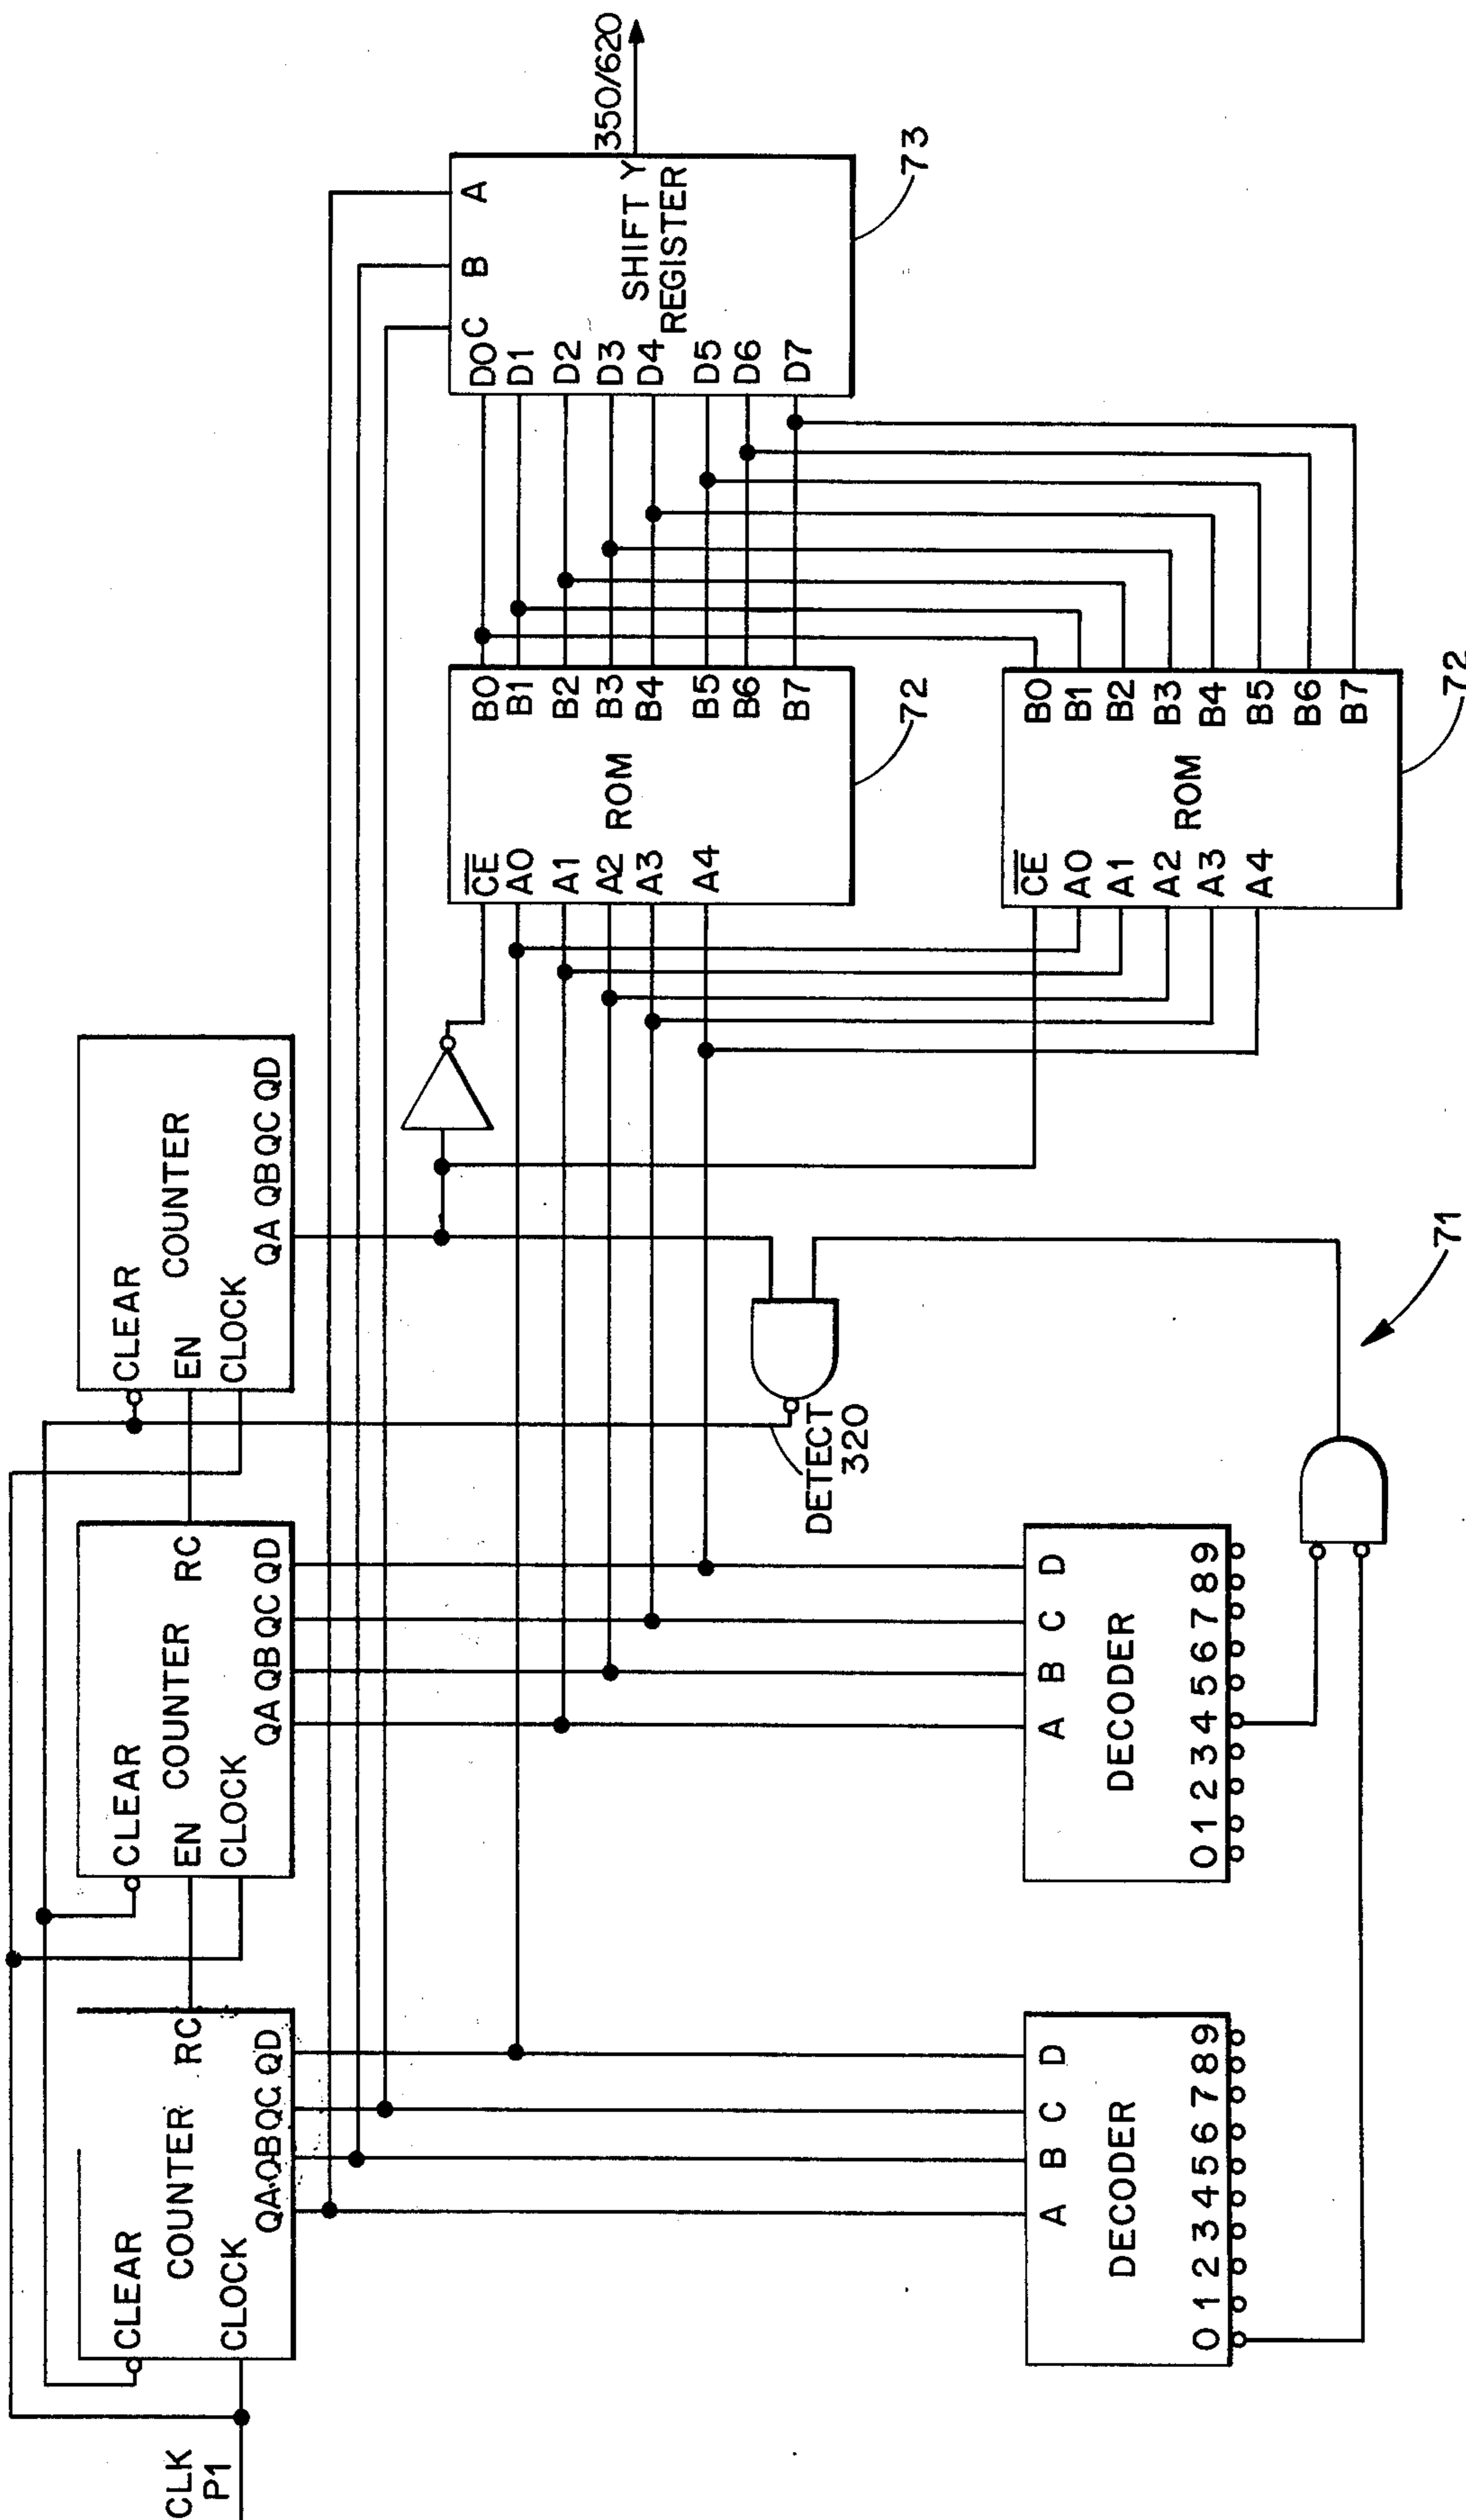 CLK
P1
CLEAR
COUNTER
RC
CLOCK
QA QB QC QD
CLEAR
EN COUNTER RC
CLOCK
QA QB QC QD
CLEAR
EN COUNTER
CLOCK
QA QB QC QD
A B C D
DECODER
0 1 2 3 4 5 6 7 8 9
A B C D
DECODER
0 1 2 3 4 5 6 7 8 9
DETECT
320
71
CE
A0
A1
A2
A3
A4
ROM
B0
B1
B2
B3
B4
B5
B6
B7
72
CE
A0
A1
A2
A3
A4
ROM
B0
B1
B2
B3
B4
B5
B6
B7
72
C B A
D0
D1
D2
D3
D4
D5
D6
D7
SHIFT Y
REGISTER
73
350/620